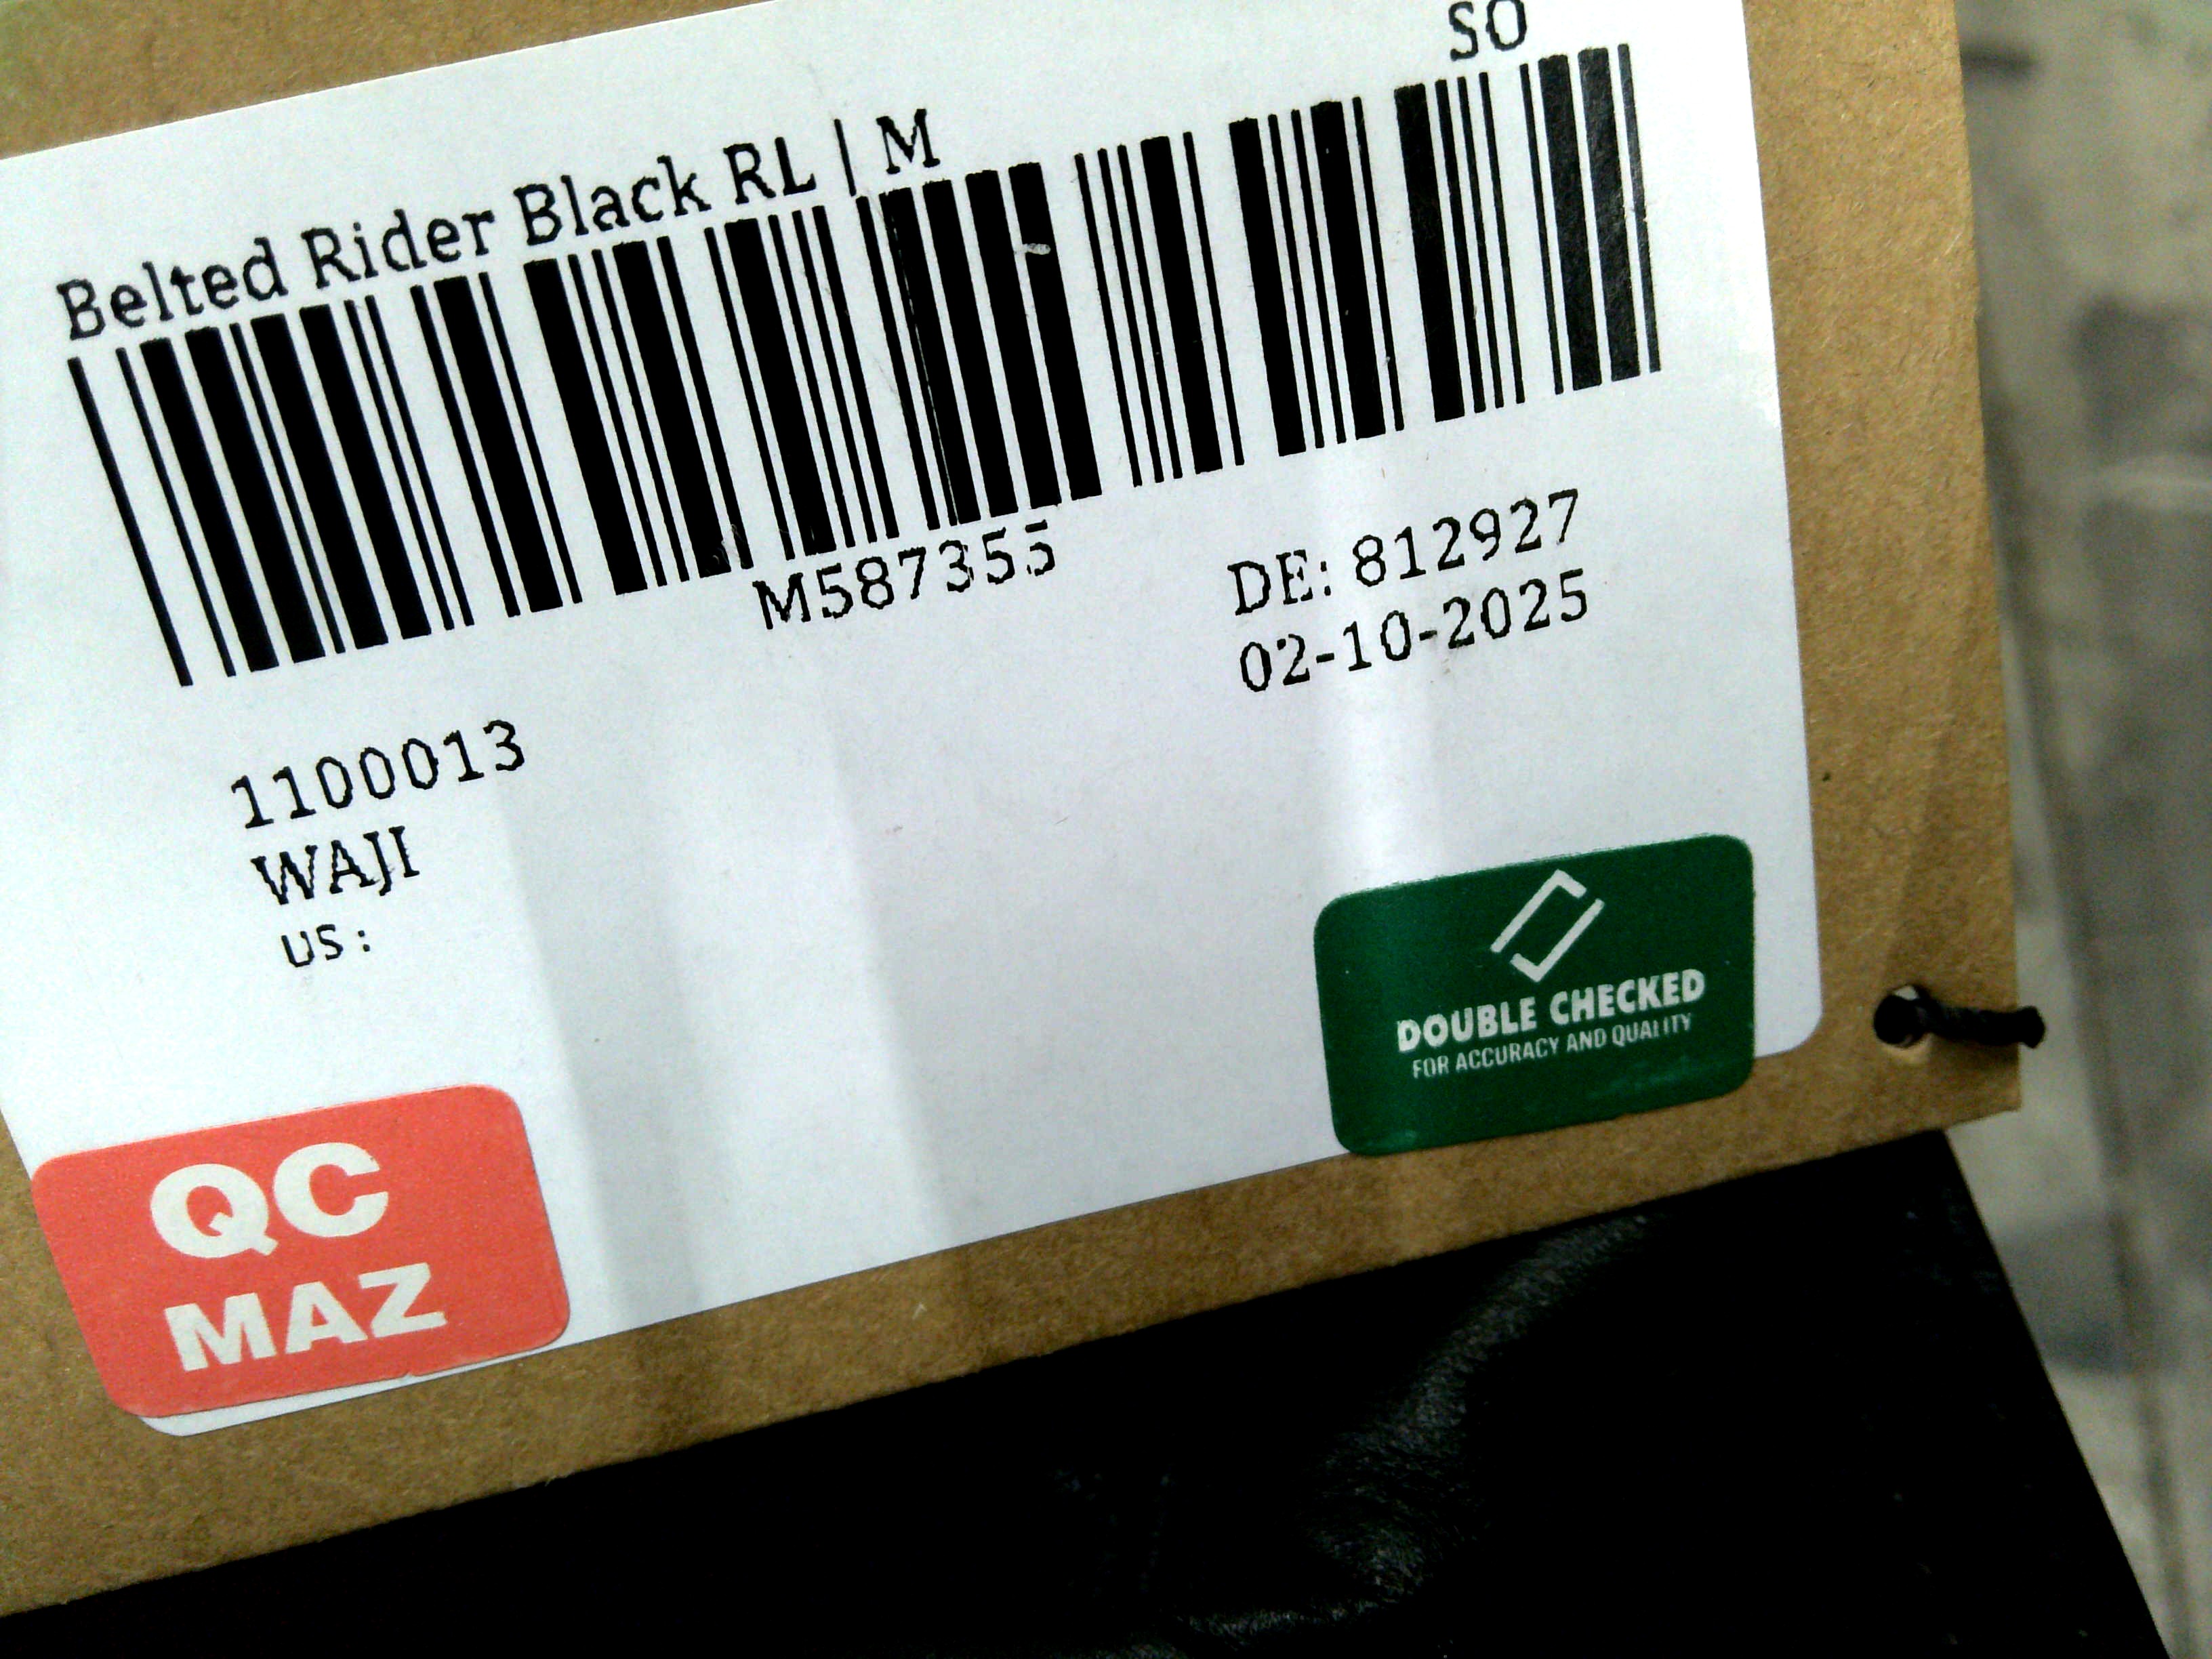 SO
Belted Rider Black RL | M
M587355
DE: 812927
02-10-2025
1100013
WAJI
US :
DOUBLE CHECKED
FOR ACCURACY AND QUALITY
QC
MAZ